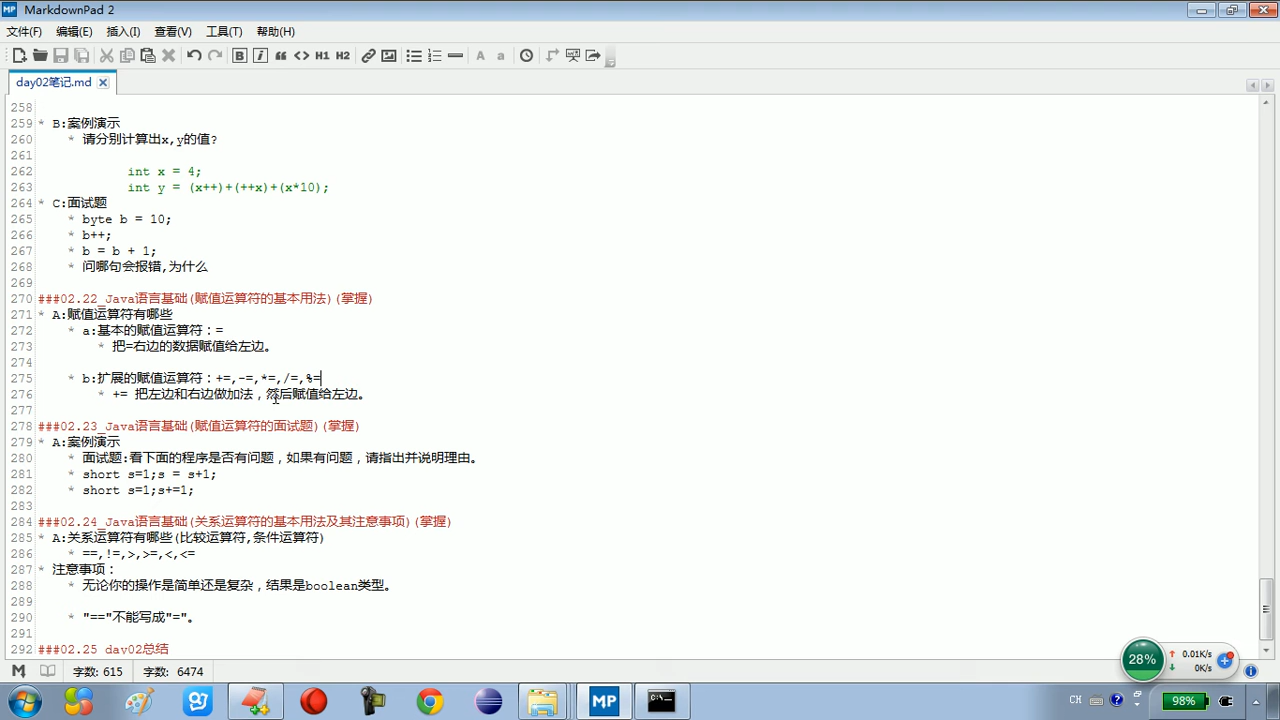 MarkdownPad 2
文件(F) 编辑(E) 插入(I) 查看(V) 工具(T) 帮助(H)
B i “ <> H1 H2 A a
day02笔记.md
258
259 * B:案例演示
260 * 请分别计算出x,y的值?
261
262 int x = 4;
263 int y = (x++)+(++x)+(x*10);
264 * C:面试题
265 * byte b = 10;
266 * b++;
267 * b = b + 1;
268 * 问哪句会报错,为什么
269
270 ###02.22_Java语言基础(赋值运算符的基本用法)(掌握)
271 * A:赋值运算符有哪些
272 * a:基本的赋值运算符：=
273 * 把=右边的数据赋值给左边。
274
275 * b:扩展的赋值运算符：+=,-=,*=,/=,%=
276 * += 把左边和右边做加法，然后赋值给左边。
277
278 ###02.23_Java语言基础(赋值运算符的面试题)(掌握)
279 * A:案例演示
280 * 面试题:看下面的程序是否有问题，如果有问题，请指出并说明理由。
281 * short s=1;s = s+1;
282 * short s=1;s+=1;
283
284 ###02.24_Java语言基础(关系运算符的基本用法及其注意事项)(掌握)
285 * A:关系运算符有哪些(比较运算符,条件运算符)
286 * ==,!=,>,>=,<,<=
287 * 注意事项：
288 * 无论你的操作是简单还是复杂，结果是boolean类型。
289
290 * "=="不能写成"="。
291
292 ###02.25_day02总结
字数: 615 字数: 6474
28% 0.01K/s 0K/s
MP CH 98%